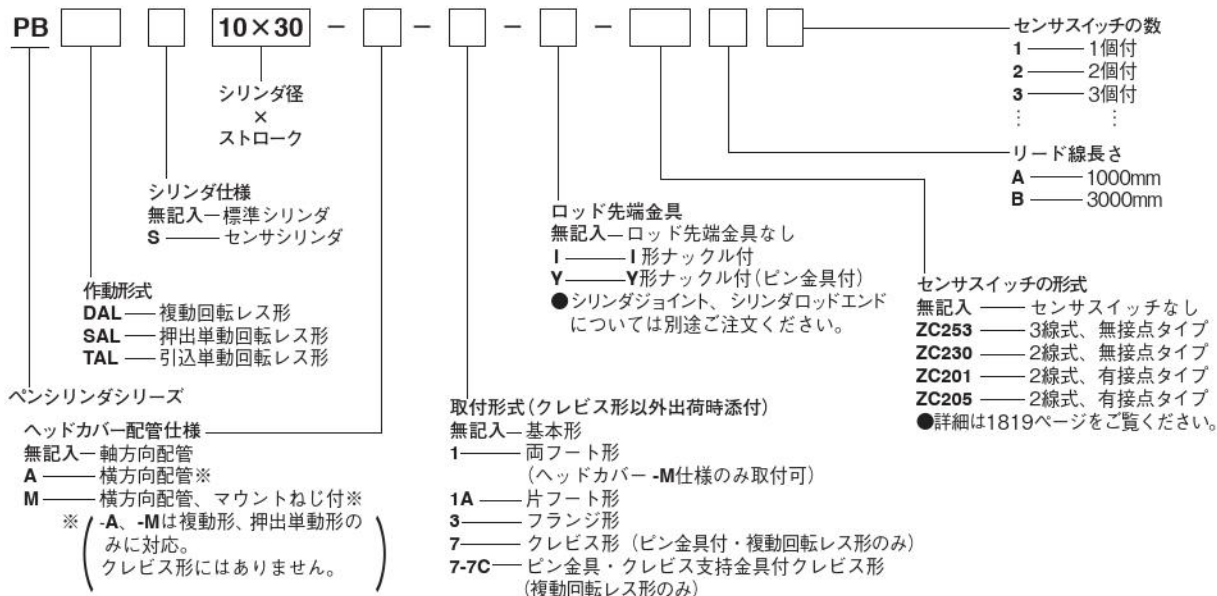 PB 10×30 － － － －
シリンダ径
×
ストローク
センサスイッチの数
1 1個付
2 2個付
3 3個付
⋮ ⋮
リード線長さ
A 1000mm
B 3000mm
シリンダ仕様
無記入 標準シリンダ
S センサシリンダ
ロッド先端金具
無記入 ロッド先端金具なし
I I形ナックル付
Y Y形ナックル付(ピン金具付)
●シリンダジョイント、シリンダロッドエンド
については別途ご注文ください。
センサスイッチの形式
無記入 センサスイッチなし
ZC253 3線式、無接点タイプ
ZC230 2線式、無接点タイプ
ZC201 2線式、有接点タイプ
ZC205 2線式、有接点タイプ
●詳細は1819ページをご覧ください。
作動形式
DAL 複動回転レス形
SAL 押出単動回転レス形
TAL 引込単動回転レス形
ペンシリンダシリーズ
ヘッドカバー配管仕様
無記入 軸方向配管
A 横方向配管※
M 横方向配管、マウントねじ付※
※ -A、-Mは複動形、押出単動形の
みに対応。
クレビス形にはありません。
取付形式(クレビス形以外出荷時添付)
無記入 基本形
1 両フート形
(ヘッドカバー -M仕様のみ取付可)
1A 片フート形
3 フランジ形
7 クレビス形 (ピン金具付・複動回転レス形のみ)
7-7C ピン金具・クレビス支持金具付クレビス形
(複動回転レス形のみ)